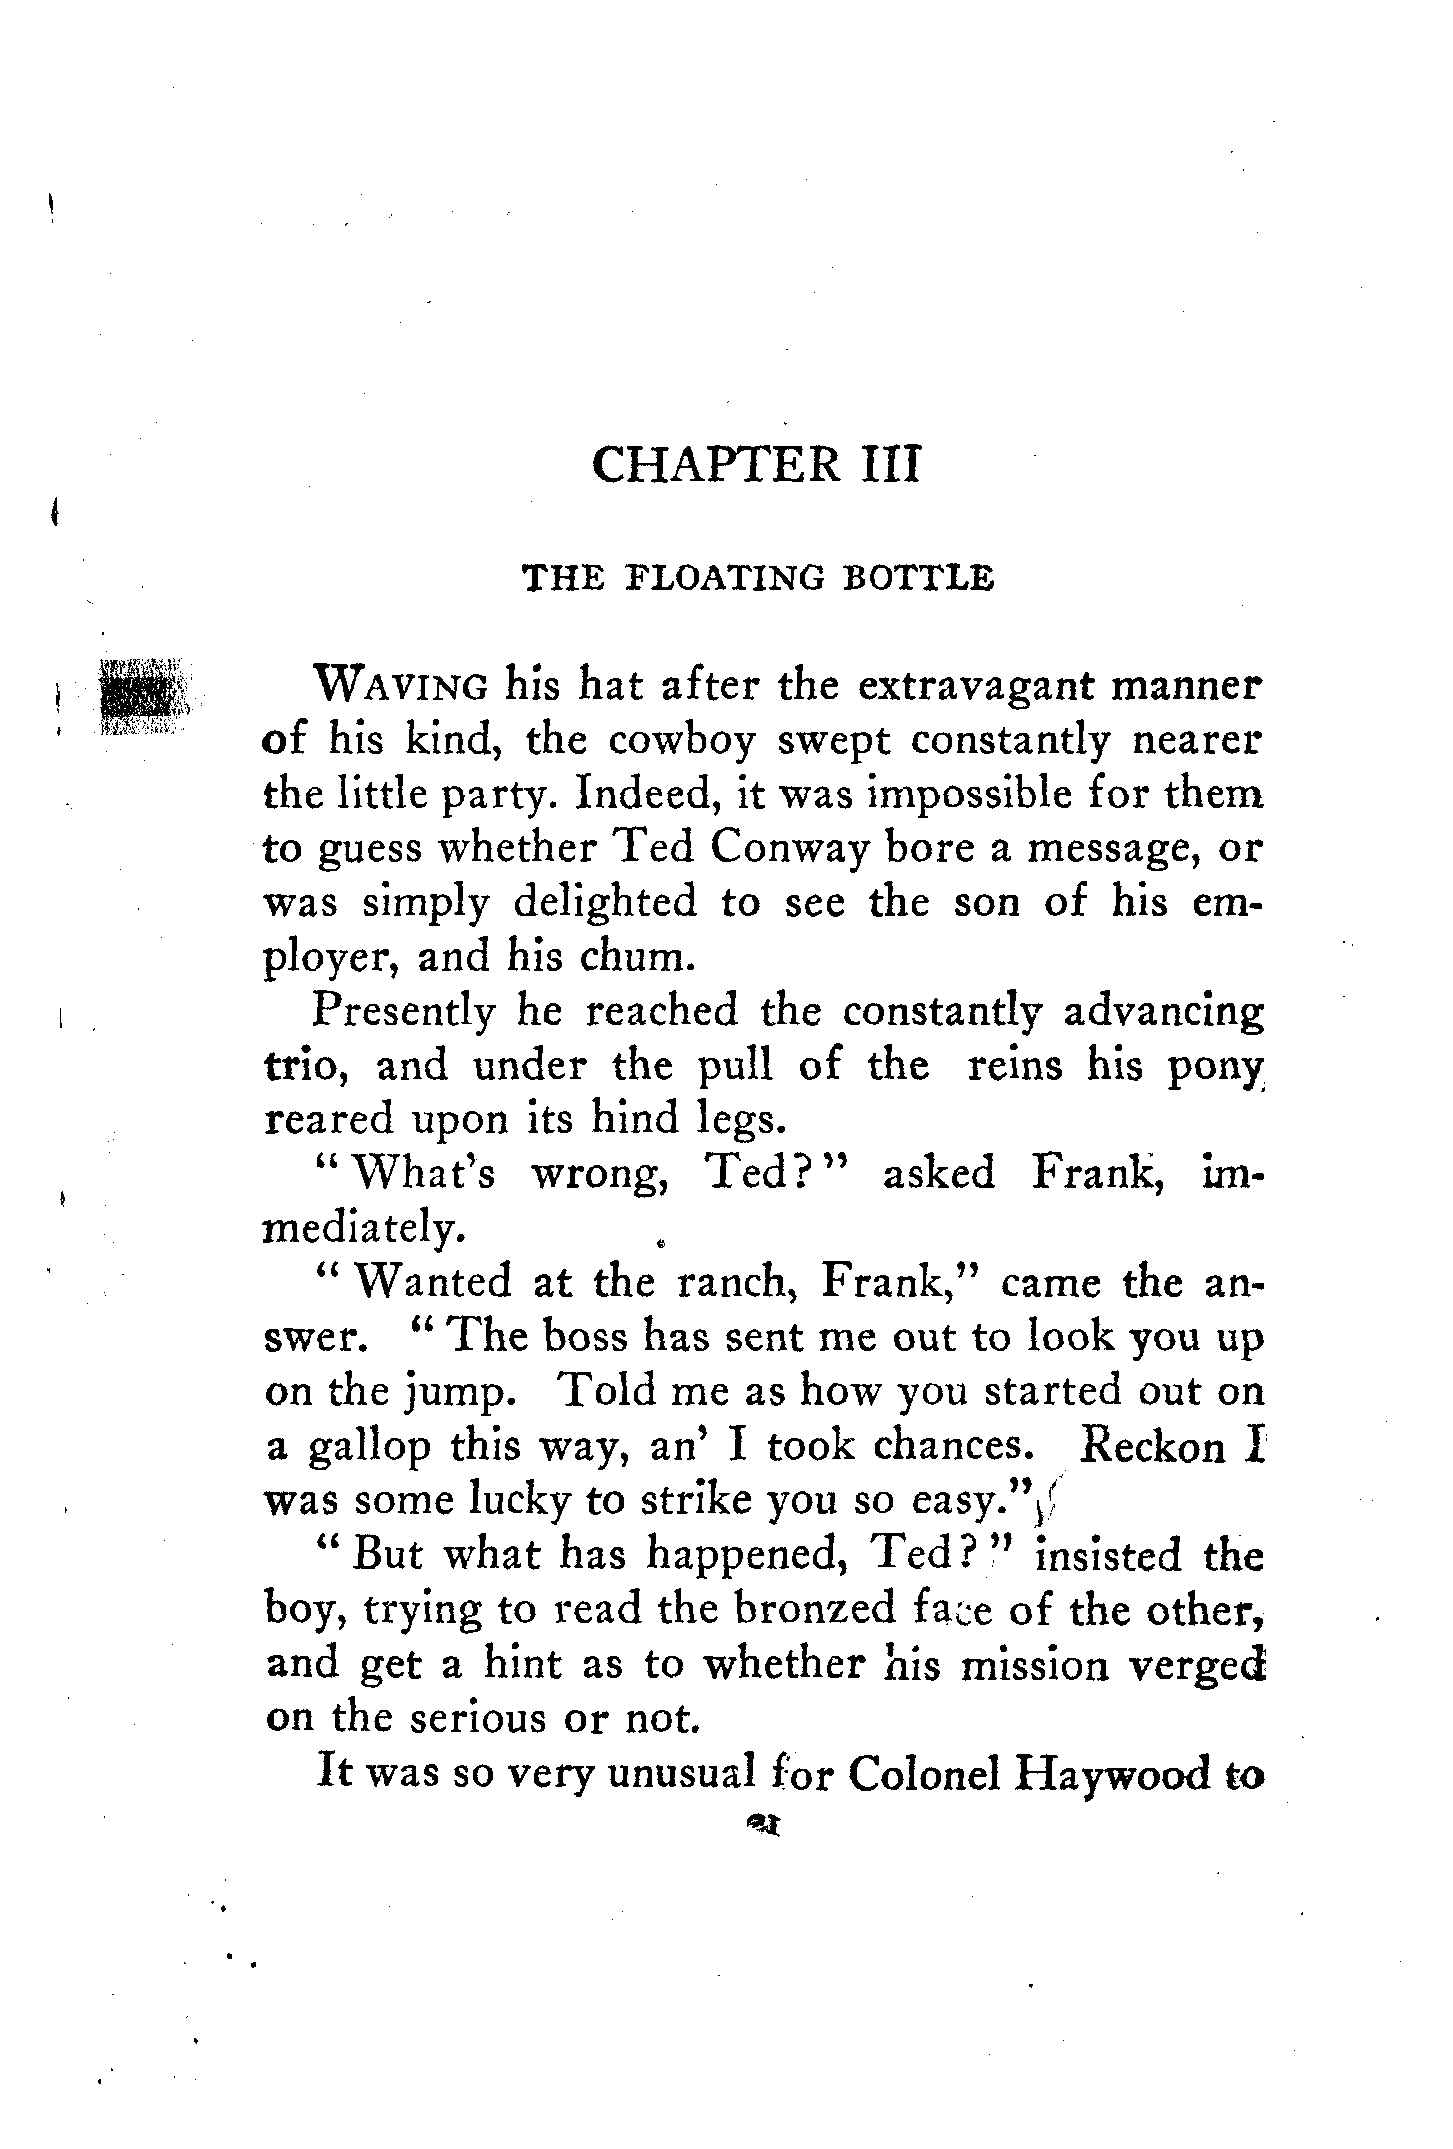 CHAPTER III
THE FLOATING BOTTLE
WAVING his hat after the extravagant manner
of his kind, the cowboy swept constantly nearer
the little party. Indeed, it was impossible for them
to guess whether Ted Conway bore a message, or
was simply delighted to see the son of his em-
ployer, and his chum.
Presently he reached the constantly advancing
trio, and under the pull of the reins his pony
reared upon its hind legs.
“ What’s wrong, Ted? ” asked Frank, im-
mediately.
“ Wanted at the ranch, Frank,” came the an-
swer. “ The boss has sent me out to look you up
on the jump. Told me as how you started out on
a gallop this way, an’ I took chances. Reckon I
was some lucky to strike you so easy.”
“ But what has happened, Ted? ” insisted the
boy, trying to read the bronzed face of the other,
and get a hint as to whether his mission verged
on the serious or not.
It was so very unusual for Colonel Haywood to
21